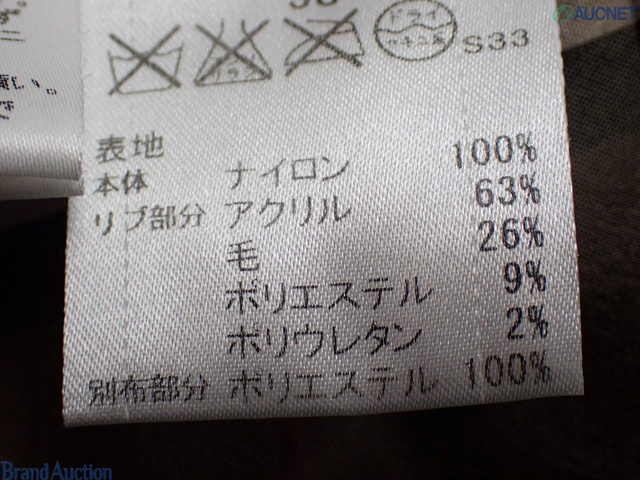 AUCNET
ドライ
S33
表地
本体 ナイロン 100%
リブ部分 アクリル 63%
毛 26%
ポリエステル 9%
ポリウレタン 2%
別布部分 ポリエステル 100%
Brand Auction